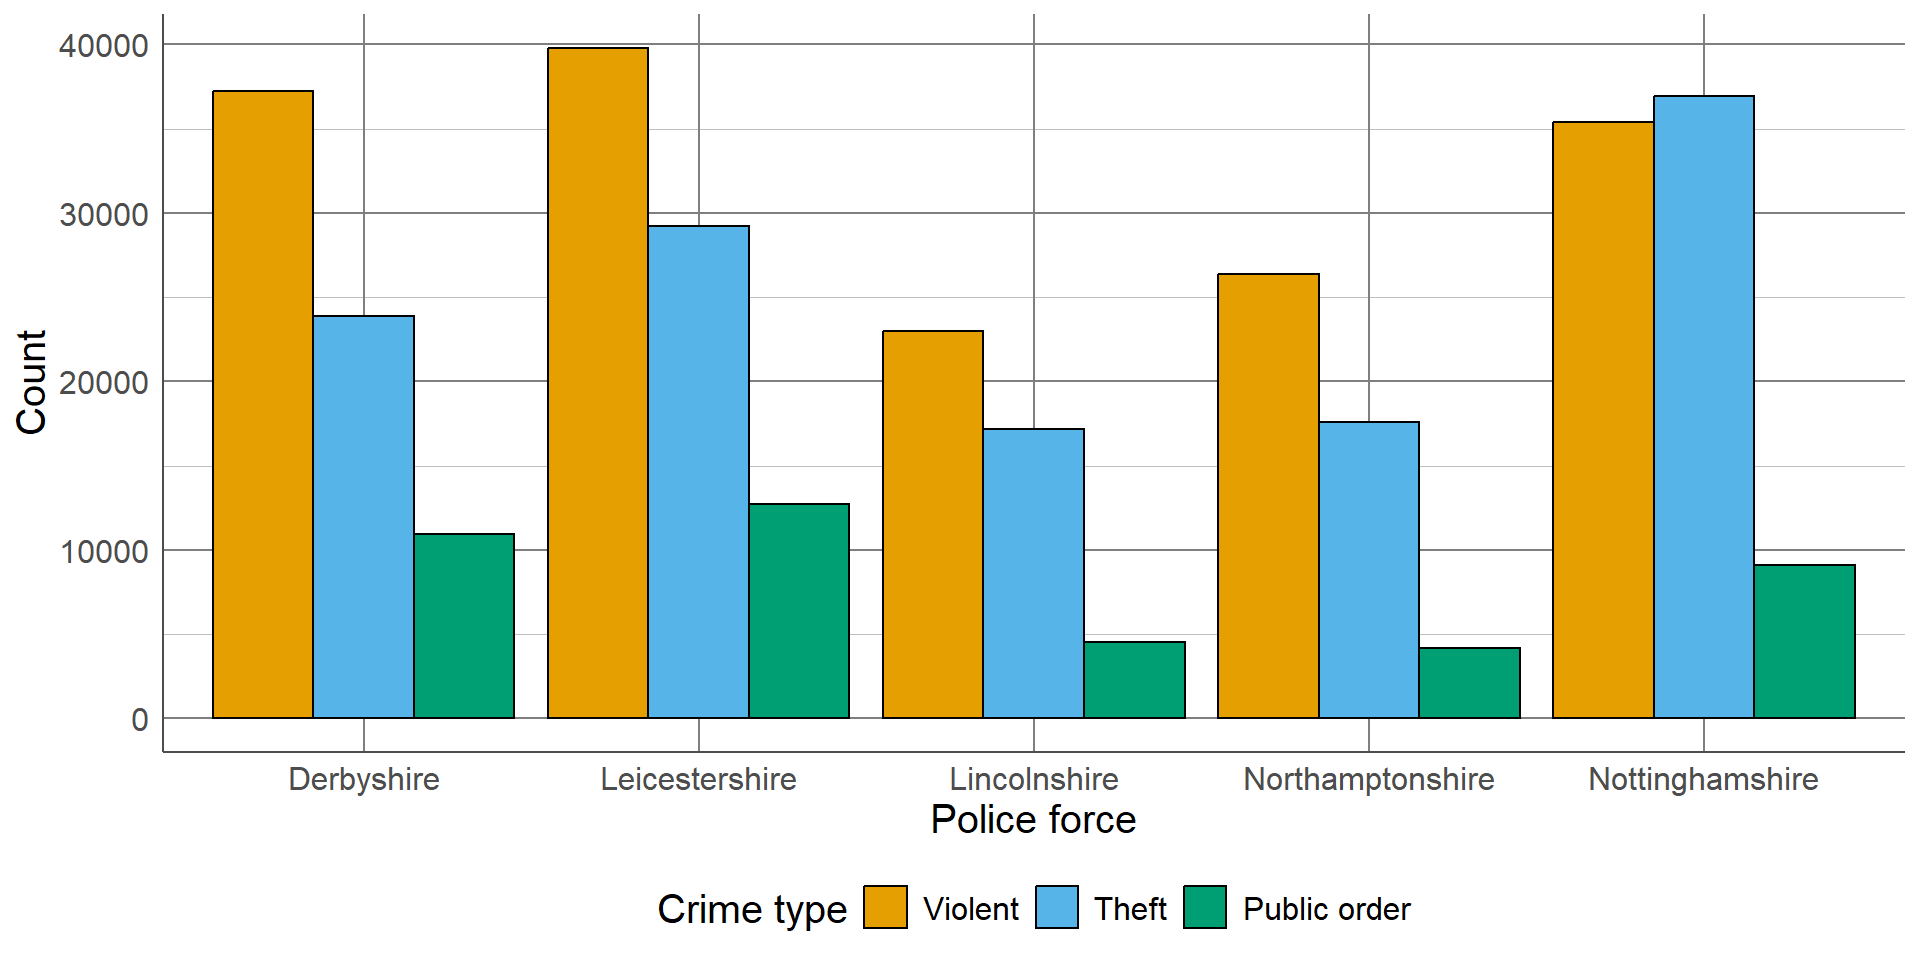 40000
30000
20000
10000
0
Count
Derbyshire Leicestershire Lincolnshire Northamptonshire Nottinghamshire
Police force
Crime type Violent Theft Public order